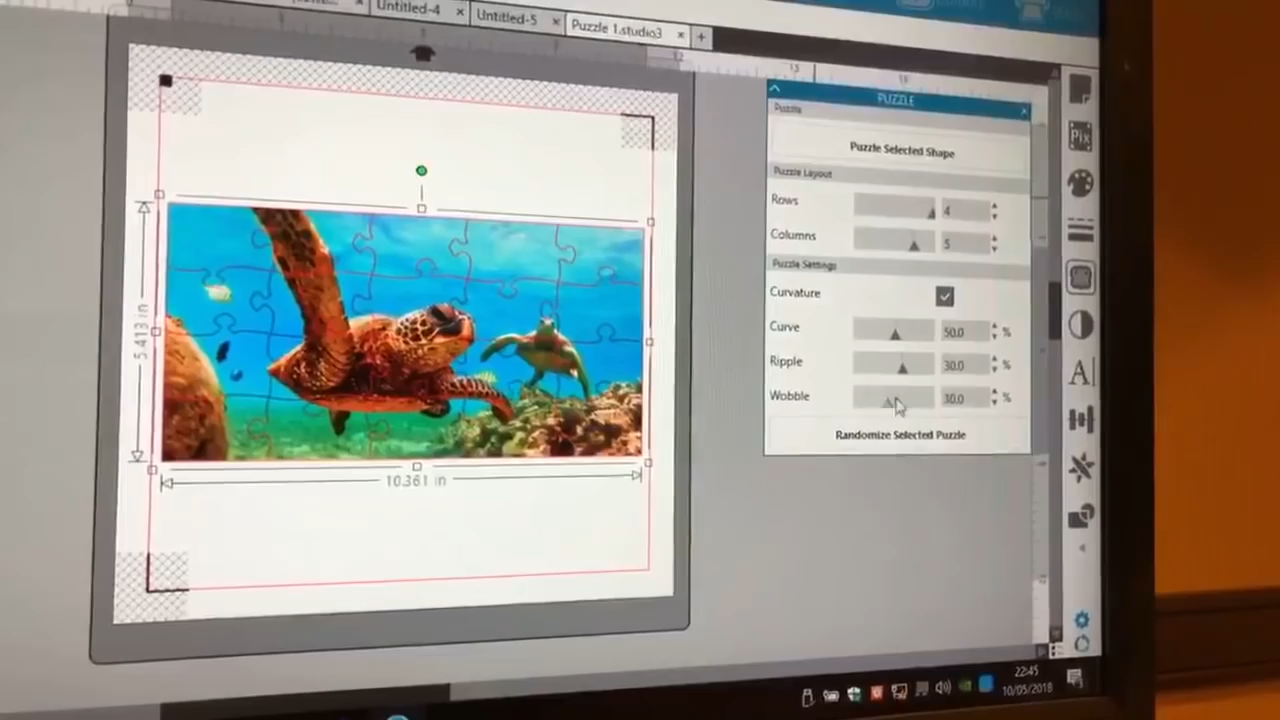 Untitled-4
Untitled-5
Puzzle 1.studio3
12
PUZZLE
Puzzle
Puzzle Selected Shape
Puzzle Layout
Rows 4
Columns 5
Puzzle Settings
Curvature
Curve 50.0 %
Ripple 30.0 %
Wobble 30.0 %
Randomize Selected Puzzle
Pix
A
5.413 in
10.361 in
22:45
10/05/2018